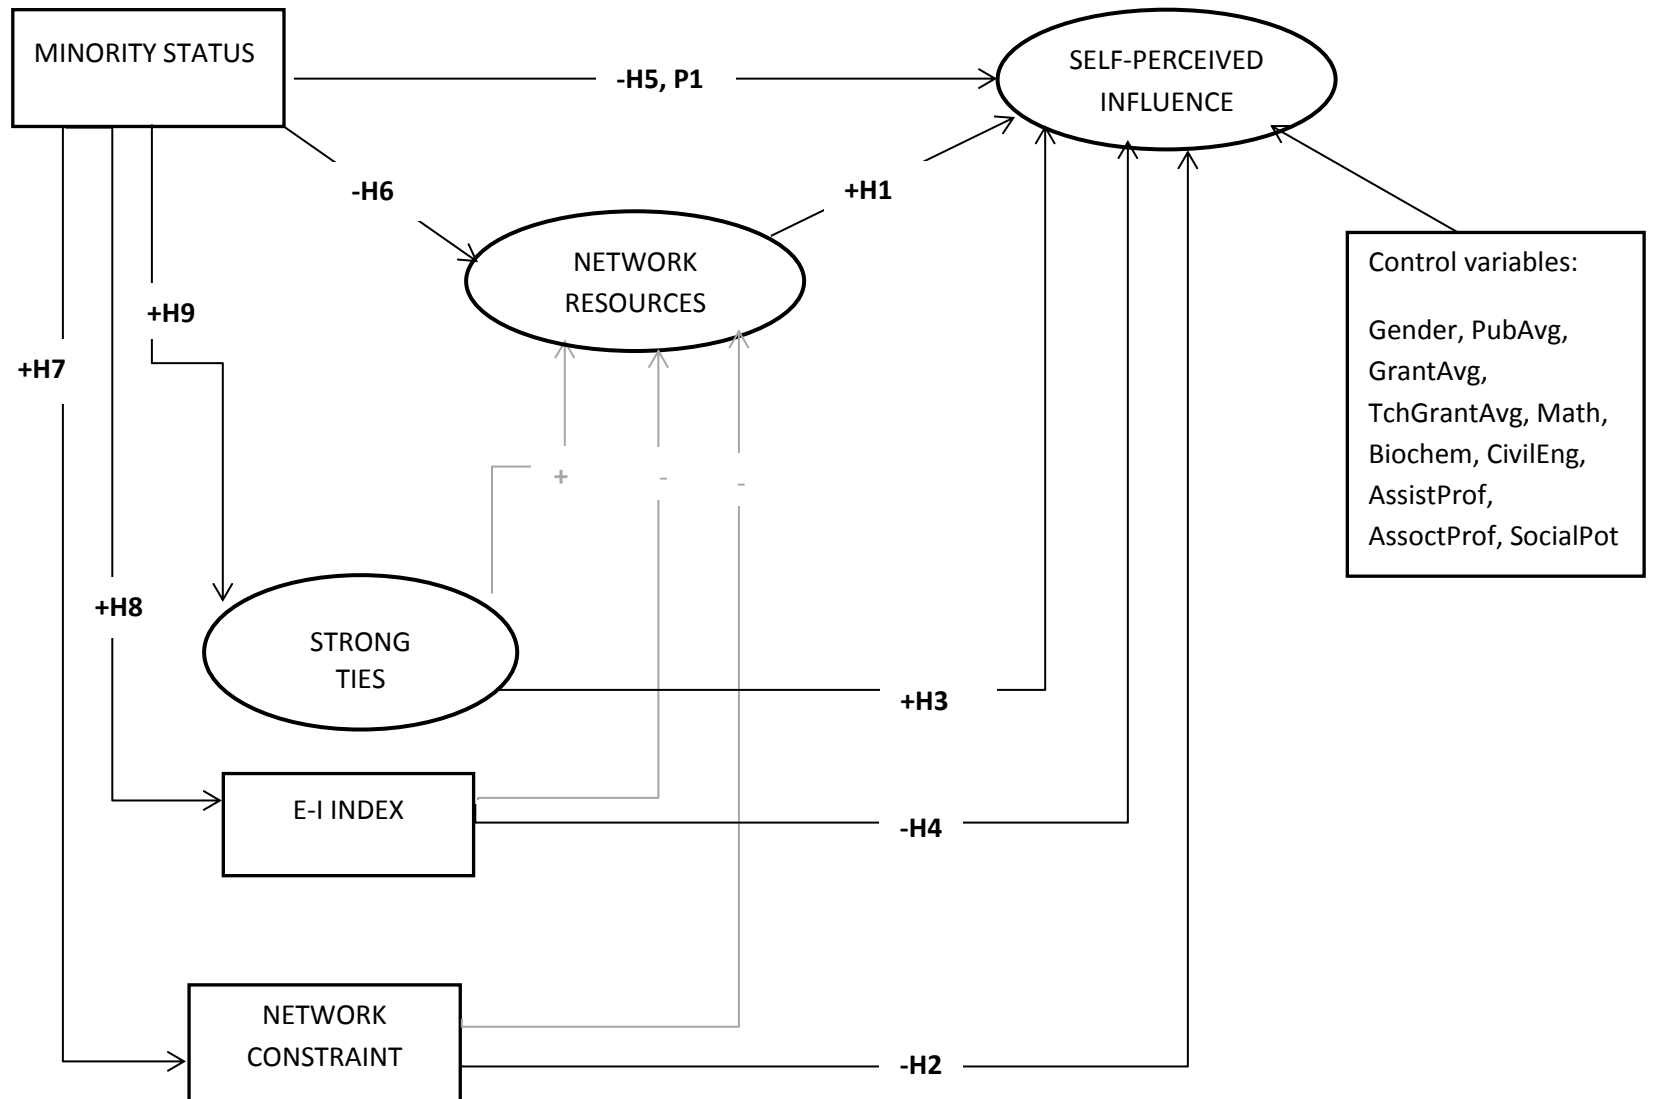 MINORITY STATUS
-H5, P1
SELF-PERCEIVED
INFLUENCE
-H6
+H1
NETWORK
RESOURCES
Control variables:
Gender, PubAvg,
GrantAvg,
TchGrantAvg, Math,
Biochem, CivilEng,
AssistProf,
AssoctProf, SocialPot
+H9
+H7
+
-
-
+H8
STRONG
TIES
+H3
E-I INDEX
-H4
NETWORK
CONSTRAINT
-H2